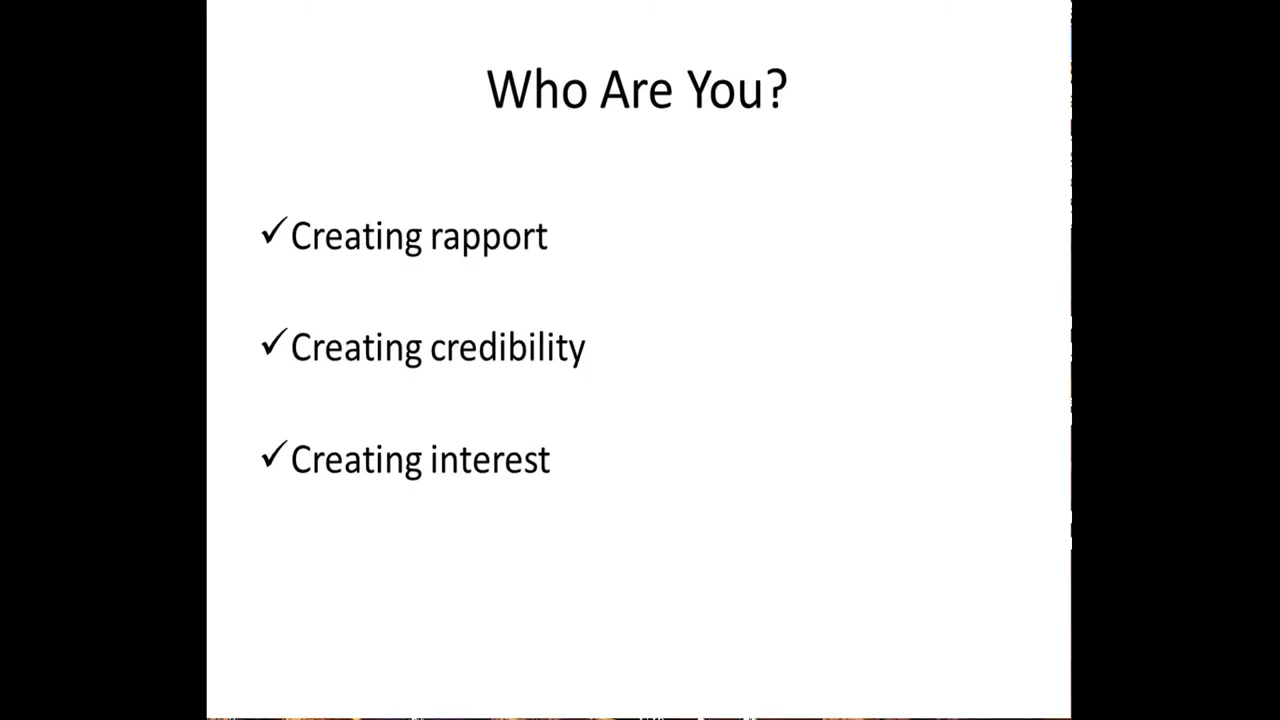 Who Are You?
✓Creating rapport
✓Creating credibility
✓Creating interest